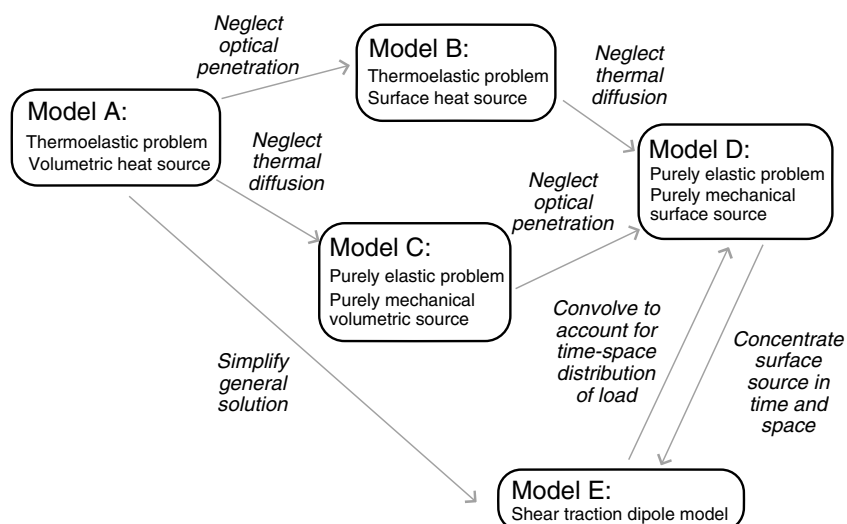 Neglect
optical
penetration
Model B:
Thermoelastic problem
Surface heat source
Neglect
thermal
diffusion
Model A:
Thermoelastic problem
Volumetric heat source
Neglect
thermal
diffusion
Model D:
Purely elastic problem
Purely mechanical
surface source
Neglect
optical
penetration
Model C:
Purely elastic problem
Purely mechanical
volumetric source
Convolve to
account for
time-space
distribution
of load
Concentrate
surface
source in
time and
space
Simplify
general
solution
Model E:
Shear traction dipole model